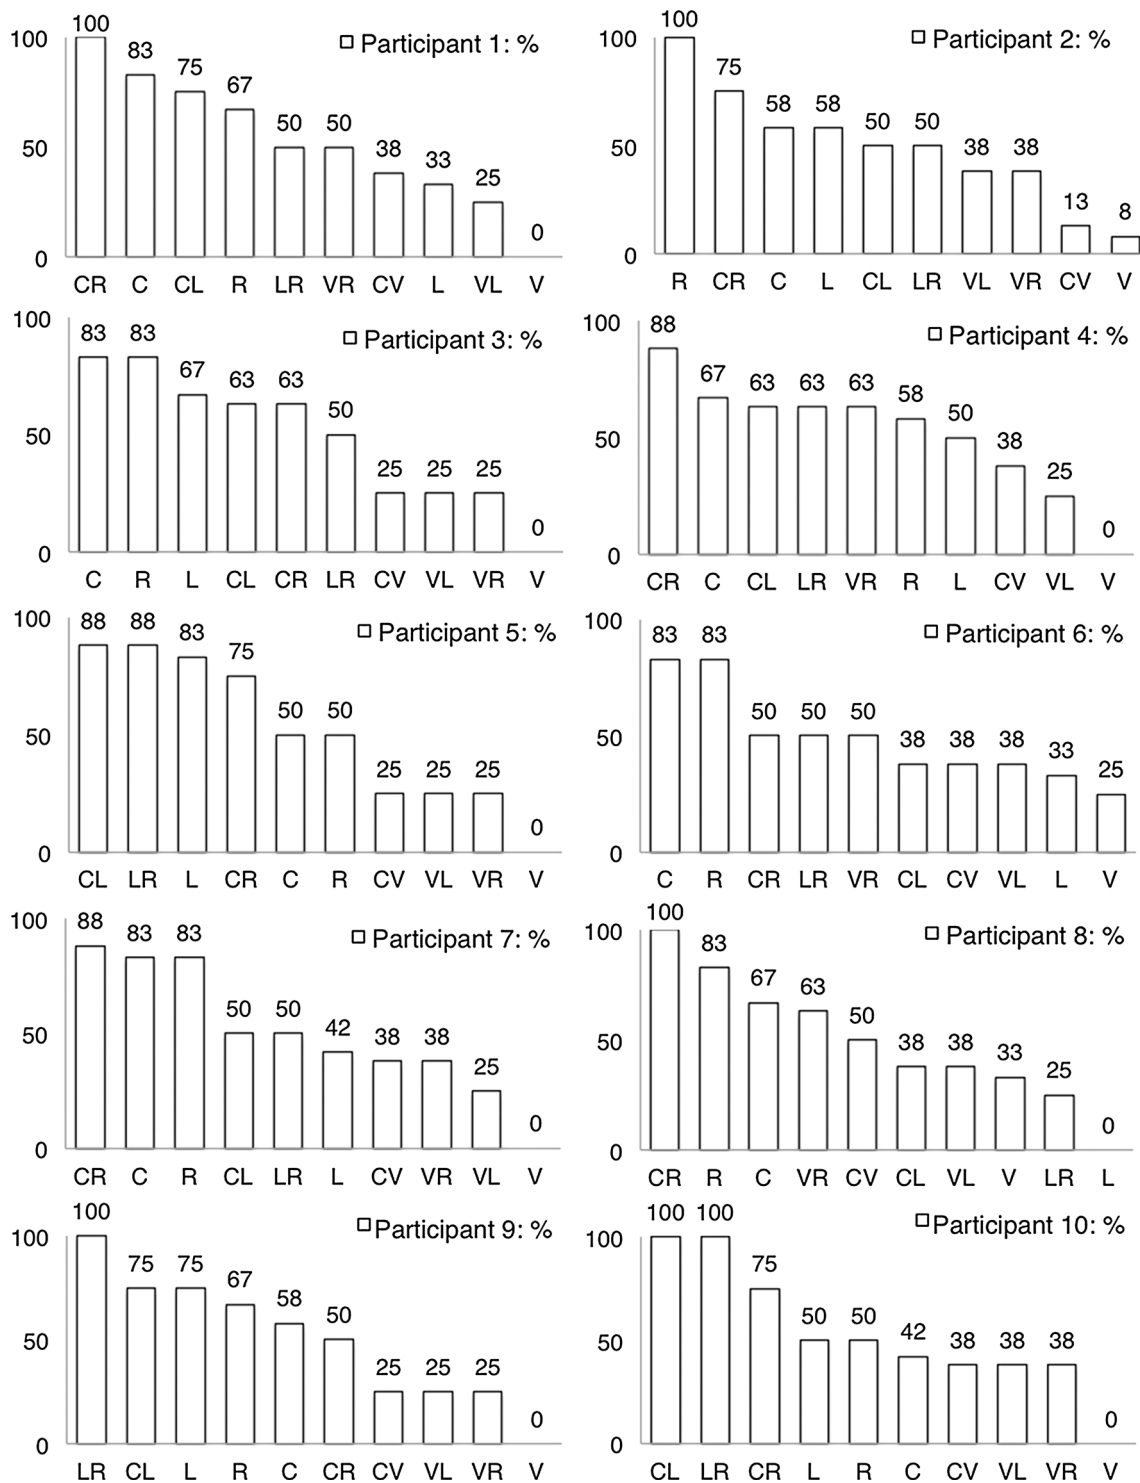 Participant 1: %
100
50
0
100 83 75 67 50 50 38 33 25 0
CR C CL R LR VR CV L VL V
Participant 2: %
100
50
0
100 75 58 58 50 50 38 38 13 8
R CR C L CL LR VL VR CV V
Participant 3: %
100
50
0
83 83 67 63 63 50 25 25 25 0
C R L CL CR LR CV VL VR V
Participant 4: %
100
50
0
88 67 63 63 63 58 50 38 25 0
CR C CL LR VR R L CV VL V
Participant 5: %
100
50
0
88 88 83 75 50 50 25 25 25 0
CL LR L CR C R CV VL VR V
Participant 6: %
100
50
0
83 83 50 50 50 38 38 38 33 25
C R CR LR VR CL CV VL L V
Participant 7: %
100
50
0
88 83 83 50 50 42 38 38 25 0
CR C R CL LR L CV VR VL V
Participant 8: %
100
50
0
100 83 67 63 50 38 38 33 25 0
CR R C VR CV CL VL V LR L
Participant 9: %
100
50
0
100 75 75 67 58 50 25 25 25 0
LR CL L R C CR CV VL VR V
Participant 10: %
100
50
0
100 100 75 50 50 42 38 38 38 0
CL LR CR L R C CV VL VR V